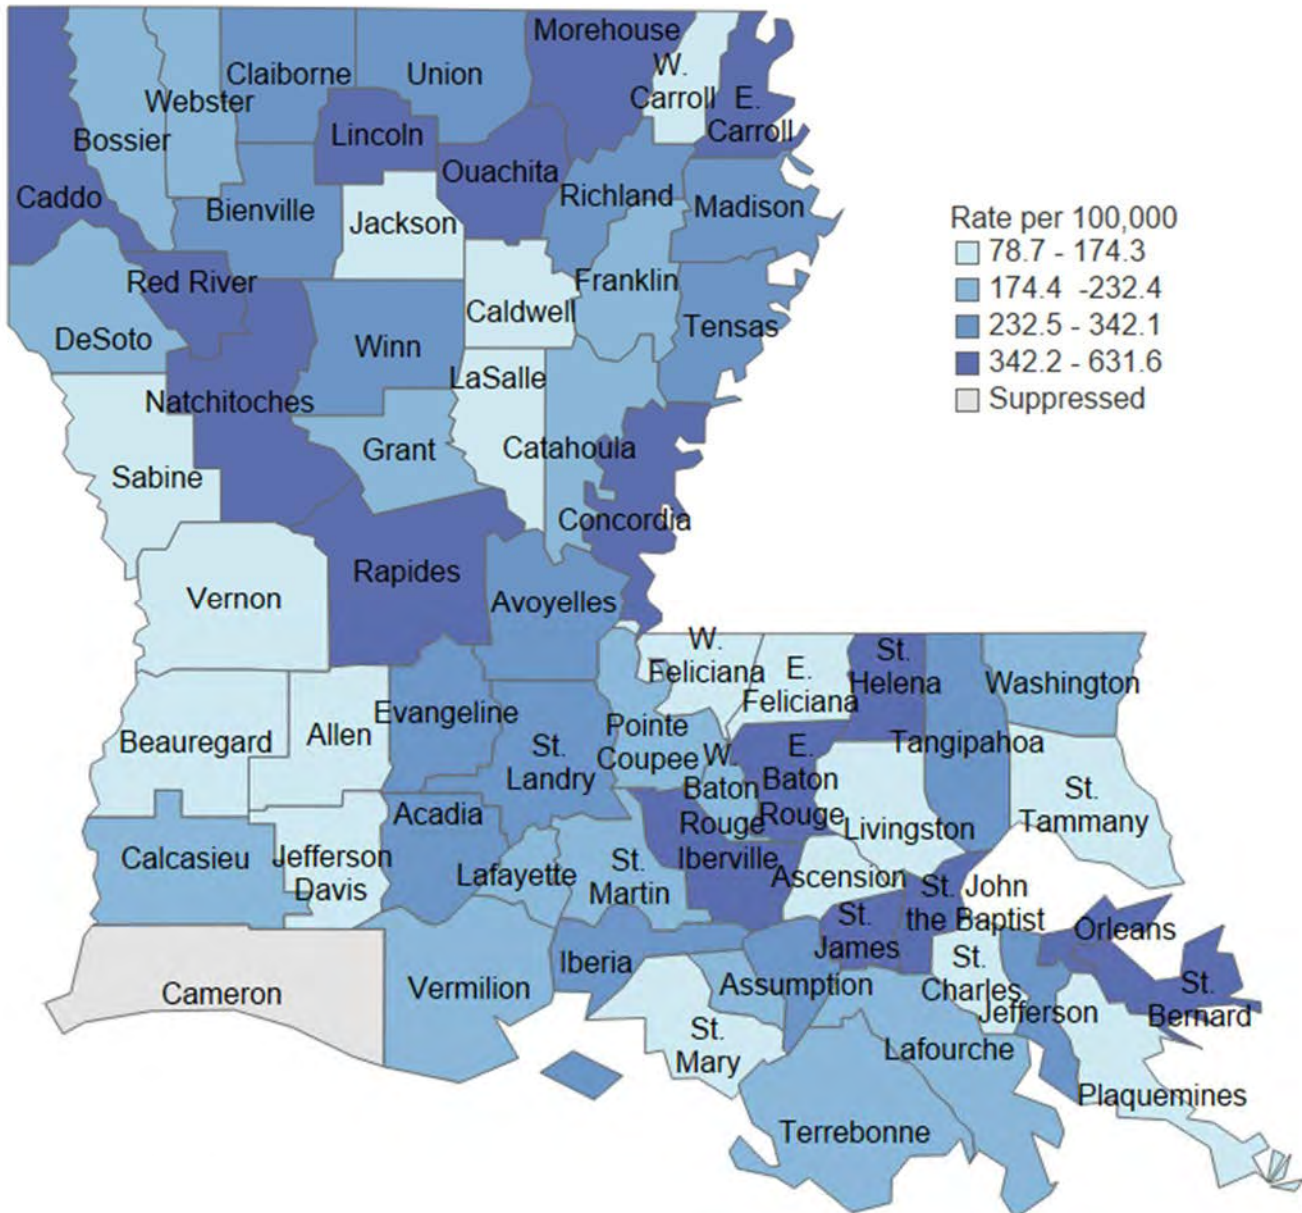 Morehouse
W.
Carroll
E.
Carroll
Claiborne
Union
Webster
Bossier
Lincoln
Ouachita
Caddo
Bienville
Jackson
Richland
Madison
Rate per 100,000
78.7 - 174.3
174.4 -232.4
232.5 - 342.1
342.2 - 631.6
Suppressed
Red River
Franklin
Caldwell
DeSoto
Winn
Tensas
LaSalle
Natchitoches
Grant
Catahoula
Sabine
Concordia
Rapides
Vernon
Avoyelles
W.
Feliciana
E.
Feliciana
St.
Helena
Washington
Evangeline
Beauregard
Allen
Pointe
Coupee
St.
Landry
W.
Baton
Rouge
E.
Baton
Rouge
Tangipahoa
St.
Tammany
Acadia
Livingston
Calcasieu
Jefferson
Davis
Lafayette
St.
Martin
Iberville
Ascension
St. John
the Baptist
St.
James
Orleans
Iberia
Cameron
Vermilion
Assumption
St.
Charles
Jefferson
St.
Bernard
St.
Mary
Lafourche
Plaquemines
Terrebonne